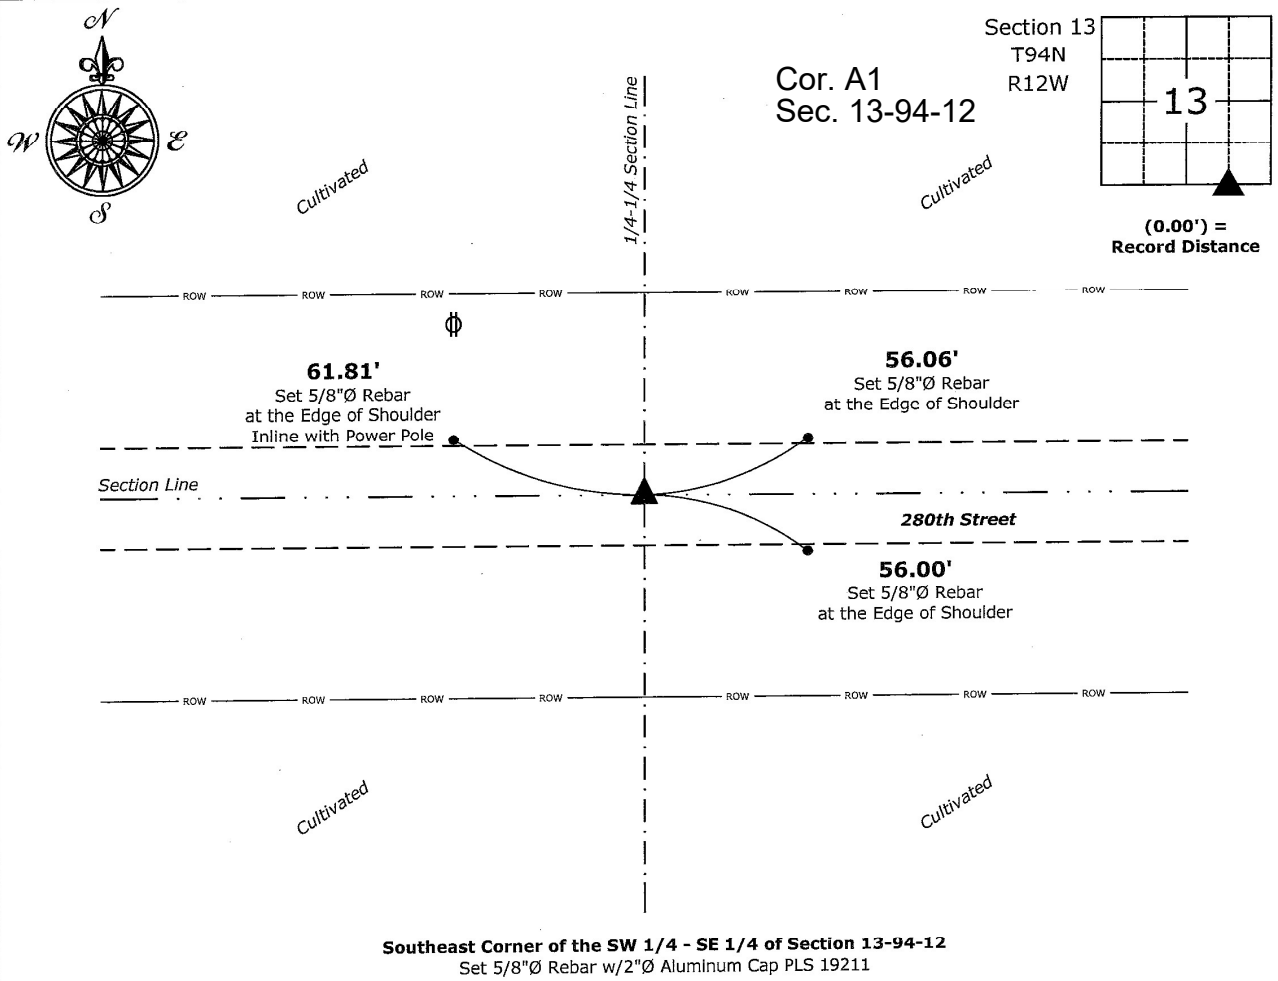 N
W
E
S
Section 13
T94N
R12W
13
Cor. A1
Sec. 13-94-12
(0.00') =
Record Distance
1/4-1/4 Section Line
Cultivated
Cultivated
ROW ROW ROW ROW ROW ROW ROW ROW
61.81'
Set 5/8"Ø Rebar
at the Edge of Shoulder
Inline with Power Pole
56.06'
Set 5/8"Ø Rebar
at the Edge of Shoulder
Section Line
280th Street
56.00'
Set 5/8"Ø Rebar
at the Edge of Shoulder
ROW ROW ROW ROW ROW ROW ROW ROW
Cultivated
Cultivated
Southeast Corner of the SW 1/4 - SE 1/4 of Section 13-94-12
Set 5/8"Ø Rebar w/2"Ø Aluminum Cap PLS 19211